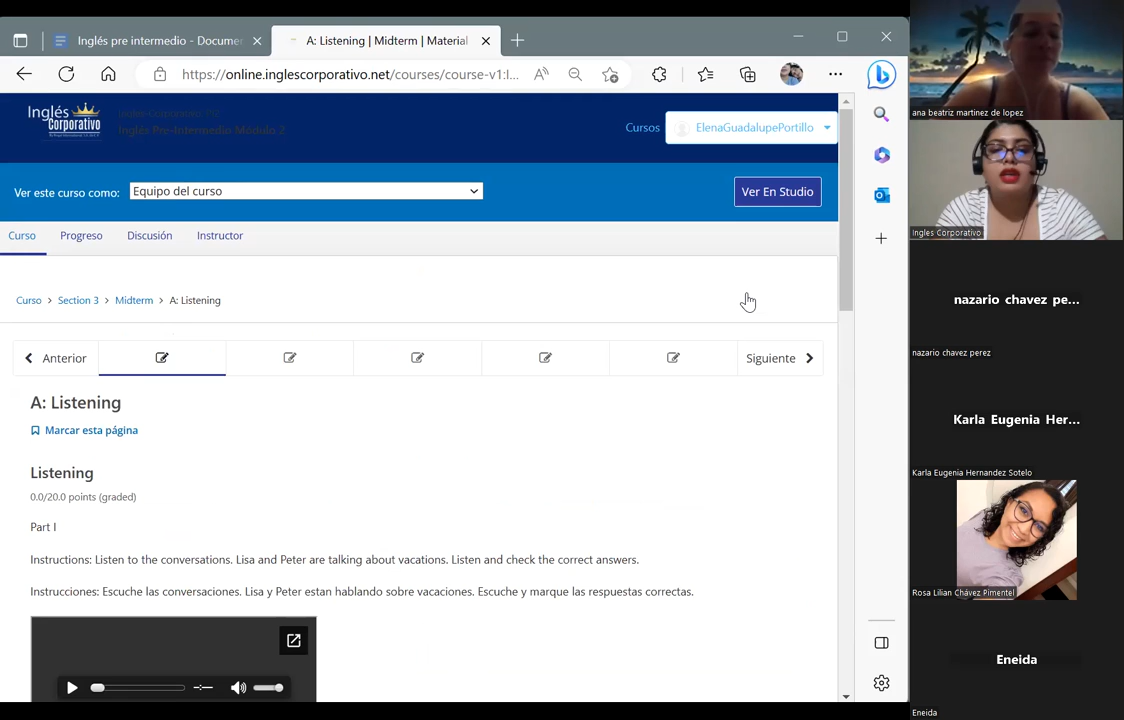 Inglés pre intermedio - Docume
A: Listening | Midterm | Material
https://online.inglescorporativo.net/courses/course-v1:I...
Inglés
Corporativo
Inglés Pre-Intermedio Módulo 2
Cursos
ElenaGuadalupePortillo
Ver este curso como:
Equipo del curso
Ver En Studio
Curso
Progreso
Discusión
Instructor
Curso > Section 3 > Midterm > A: Listening
Anterior
Siguiente
A: Listening
Marcar esta página
Listening
0.0/20.0 points (graded)
Part I
Instructions: Listen to the conversations. Lisa and Peter are talking about vacations. Listen and check the correct answers.
Instrucciones: Escuche las conversaciones. Lisa y Peter estan hablando sobre vacaciones. Escuche y marque las respuestas correctas.
-:--
ana beatriz martinez de lopez
Ingles Corporativo
nazario chavez pe...
nazario chavez perez
Karla Eugenia Her...
Karla Eugenia Hernandez Sotelo
Rosa Lilian Chávez Pimentel
Eneida
Eneida